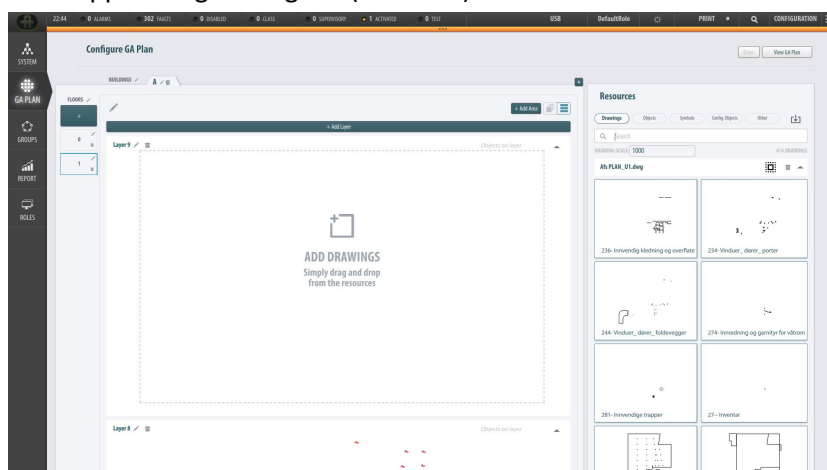 22:44 0 ALARMS 302 FAULTS 0 DISABLED 0 CLASS 0 SUPERVISORY 1 ACTIVATED 0 TEST USB DefaultRole PRINT CONFIGURATION
Configure GA Plan
View GA Plan
SYSTEM
GA PLAN
GROUPS
REPORT
ROLES
BUILDINGS A
FLOORS
+
0
1
+ Add Area
+ Add Layer
Layer 9 Objects on layer
ADD DRAWINGS
Simply drag and drop
from the resources
Layer 8 Objects on layer
Resources
Drawings Objects Symbols Config. Objects Other
Search
DRAWING SCALE: 1000
Afs PLAN_U1.dwg
236- Innvendig kledning og overflate
234- Vinduer_ dører_ porter
244- Vinduer_ dører_ foldevegger
274- Innredning og garnityr for våtrom
281- Innvendige trapper
27-- Inventar